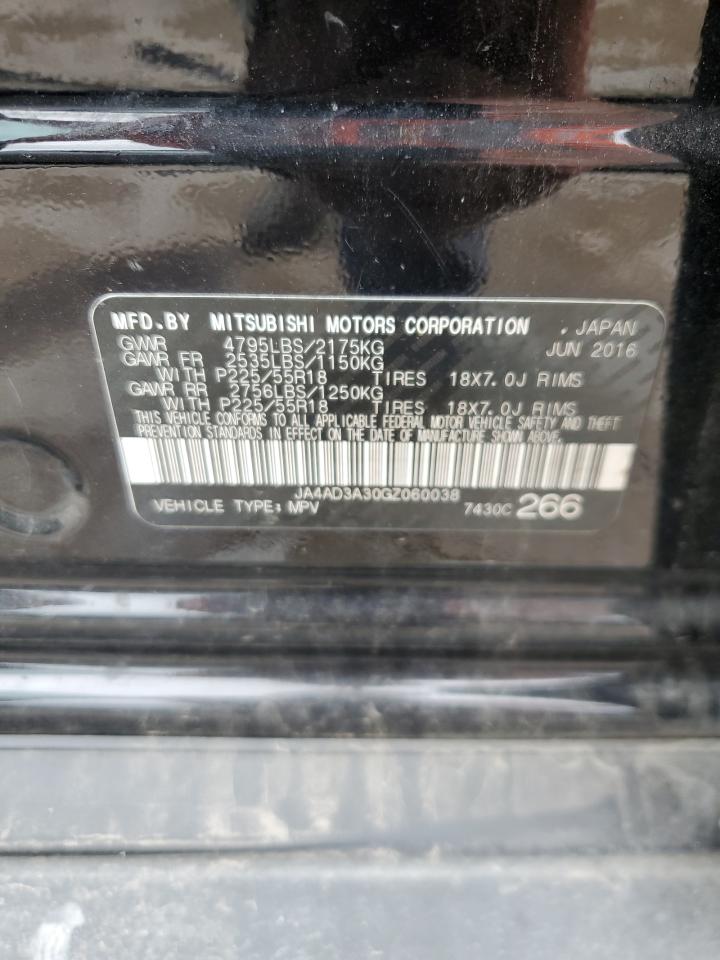 MFD.BY MITSUBISHI MOTORS CORPORATION . JAPAN
GVWR 4795LBS/2175KG JUN 2016
GAWR FR 2535LBS/1150KG
WITH P225/55R18 TIRES 18X7.0J RIMS
GAWR RR 2756LBS/1250KG
WITH P225/55R18 TIRES 18X7.0J RIMS
THIS VEHICLE CONFORMS TO ALL APPLICABLE FEDERAL MOTOR VEHICLE SAFETY AND THEFT
PREVENTION STANDARDS IN EFFECT ON THE DATE OF MANUFACTURE SHOWN ABOVE.
JA4AD3A30GZ060038
VEHICLE TYPE: MPV 7430C 266